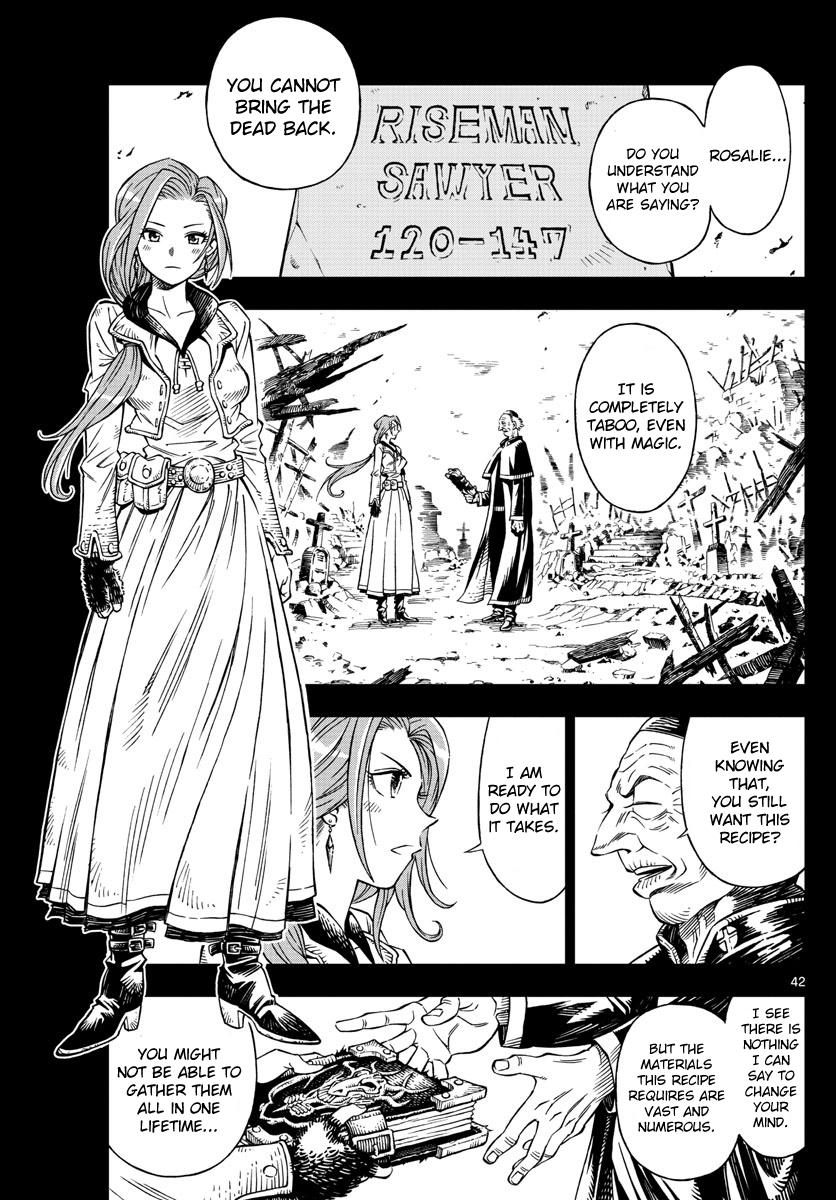 ROSALIE...
DO YOU
UNDERSTAND
WHAT YOU
ARE SAYING?
RISEMAN
SAWYER
120-147
YOU CANNOT
BRING THE
DEAD BACK.
IT IS
COMPLETELY
TABOO, EVEN
WITH MAGIC.
EVEN
KNOWING
THAT,
YOU STILL
WANT THIS
RECIPE?
I AM
READY TO
DO WHAT
IT TAKES.
42
I SEE
THERE IS
NOTHING
I CAN
SAY TO
CHANGE
YOUR
MIND.
BUT THE
MATERIALS
THIS RECIPE
REQUIRES ARE
VAST AND
NUMEROUS.
YOU MIGHT
NOT BE ABLE TO
GATHER THEM
ALL IN ONE
LIFETIME...